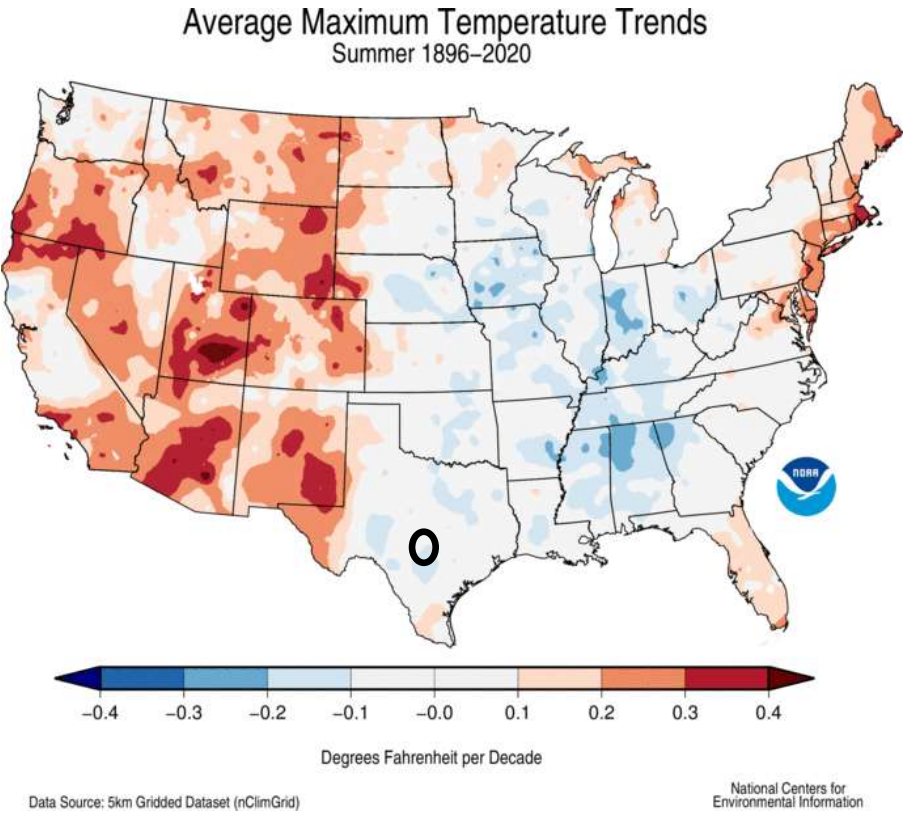 Average Maximum Temperature Trends
Summer 1896–2020
NOAA
−0.4 −0.3 −0.2 −0.1 −0.0 0.1 0.2 0.3 0.4
Degrees Fahrenheit per Decade
Data Source: 5km Gridded Dataset (nClimGrid)
National Centers for
Environmental Information